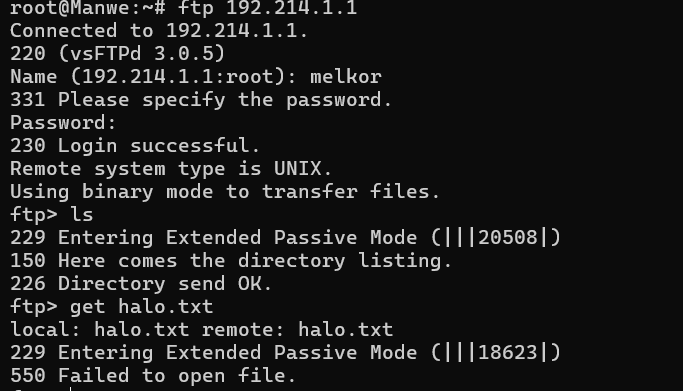 root@Manwe:~# ftp 192.214.1.1
Connected to 192.214.1.1.
220 (vsFTPd 3.0.5)
Name (192.214.1.1:root): melkor
331 Please specify the password.
Password:
230 Login successful.
Remote system type is UNIX.
Using binary mode to transfer files.
ftp> ls
229 Entering Extended Passive Mode (|||20508|)
150 Here comes the directory listing.
226 Directory send OK.
ftp> get halo.txt
local: halo.txt remote: halo.txt
229 Entering Extended Passive Mode (|||18623|)
550 Failed to open file.